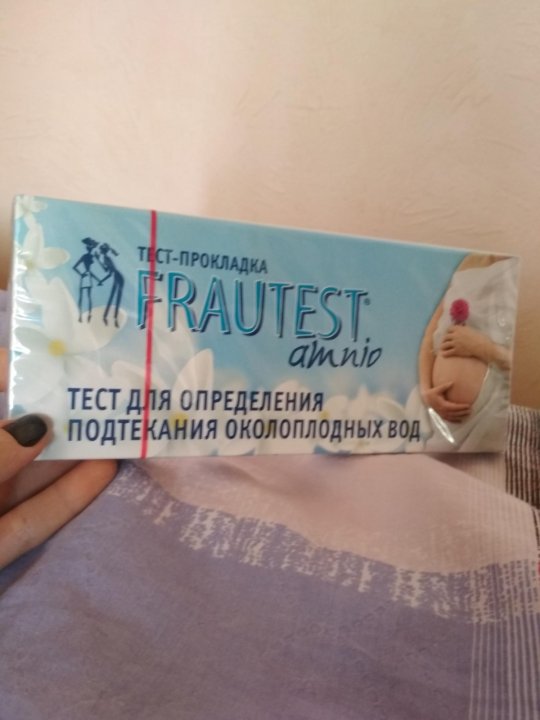 ТЕСТ-ПРОКЛАДКА
FRAUTEST®
amnio
ТЕСТ ДЛЯ ОПРЕДЕЛЕНИЯ
ПОДТЕКАНИЯ ОКОЛОПЛОДНЫХ ВОД